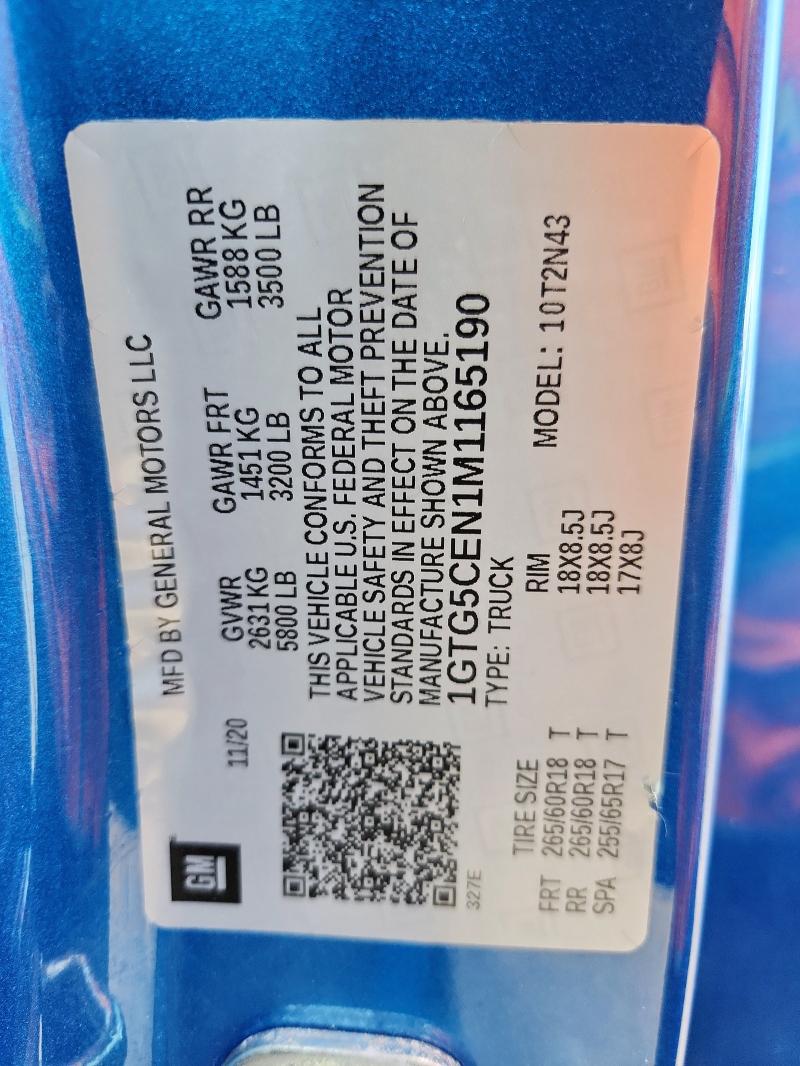 GM
MFD BY GENERAL MOTORS LLC
11/20
GVWR GAWR FRT GAWR RR
2631 KG 1451 KG 1588 KG
5800 LB 3200 LB 3500 LB
THIS VEHICLE CONFORMS TO ALL
APPLICABLE U.S. FEDERAL MOTOR
VEHICLE SAFETY AND THEFT PREVENTION
STANDARDS IN EFFECT ON THE DATE OF
MANUFACTURE SHOWN ABOVE.
1GTG5CEN1M1165190
327E
TYPE: TRUCK
MODEL: 10T2N43
TIRE SIZE RIM
FRT 265/60R18 T 18X8.5J
RR 265/60R18 T 18X8.5J
SPA 255/65R17 T 17X8J